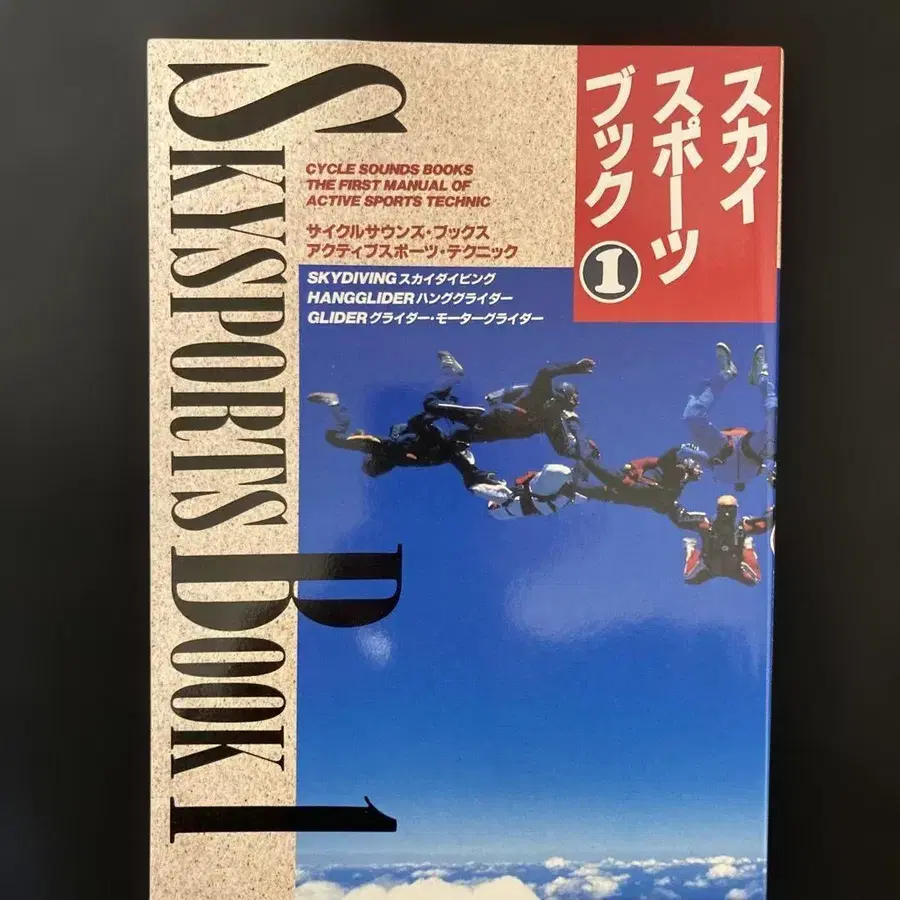 SKYSPORTS BOOK 1
スカイ
スポーツ
ブック①
CYCLE SOUNDS BOOKS
THE FIRST MANUAL OF
ACTIVE SPORTS TECHNIC
サイクルサウンズ・ブックス
アクティブスポーツ・テクニック
SKYDIVING スカイダイビング
HANGGLIDER ハンググライダー
GLIDER グライダー・モーターグライダー